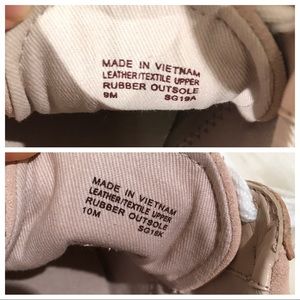 MADE IN VIETNAM
LEATHER/TEXTILE UPPER
RUBBER OUTSOLE
9M SG19A
MADE IN VIETNAM
LEATHER/TEXTILE UPPER
RUBBER OUTSOLE
10M SG18K